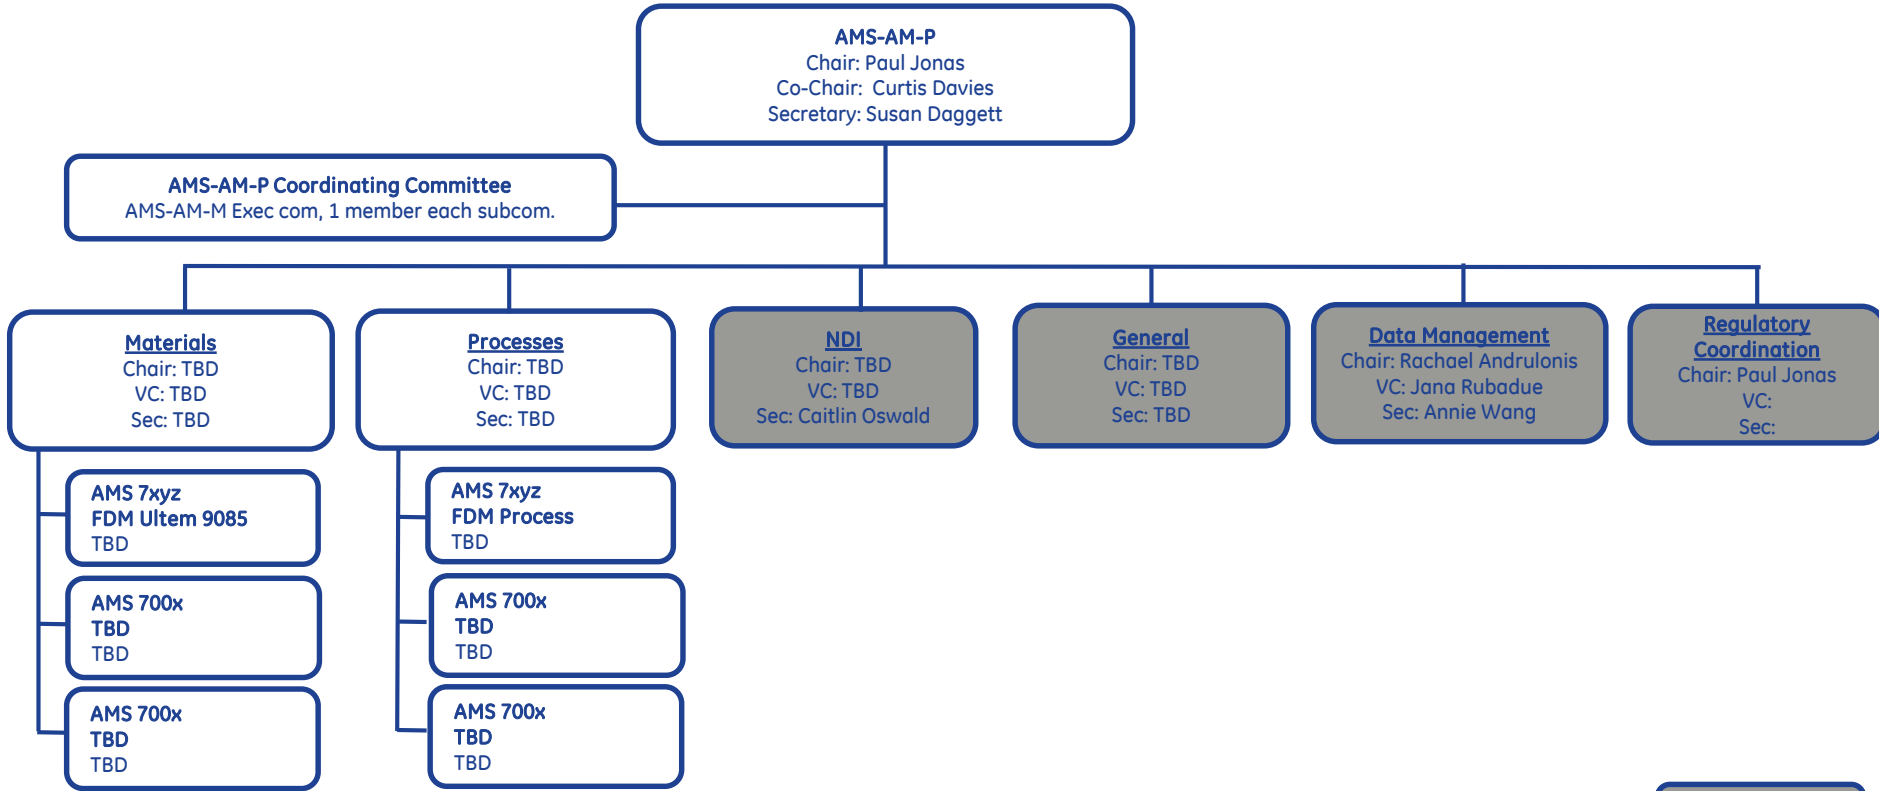 AMS-AM-P
Chair: Paul Jonas
Co-Chair: Curtis Davies
Secretary: Susan Daggett
AMS-AM-P Coordinating Committee
AMS-AM-M Exec com, 1 member each subcom.
Materials
Chair: TBD
VC: TBD
Sec: TBD
Processes
Chair: TBD
VC: TBD
Sec: TBD
NDI
Chair: TBD
VC: TBD
Sec: Caitlin Oswald
General
Chair: TBD
VC: TBD
Sec: TBD
Data Management
Chair: Rachael Andrulonis
VC: Jana Rubadue
Sec: Annie Wang
Regulatory
Coordination
Chair: Paul Jonas
VC:
Sec:
AMS 7xyz
FDM Ultem 9085
TBD
AMS 700x
TBD
TBD
AMS 700x
TBD
TBD
AMS 7xyz
FDM Process
TBD
AMS 700x
TBD
TBD
AMS 700x
TBD
TBD